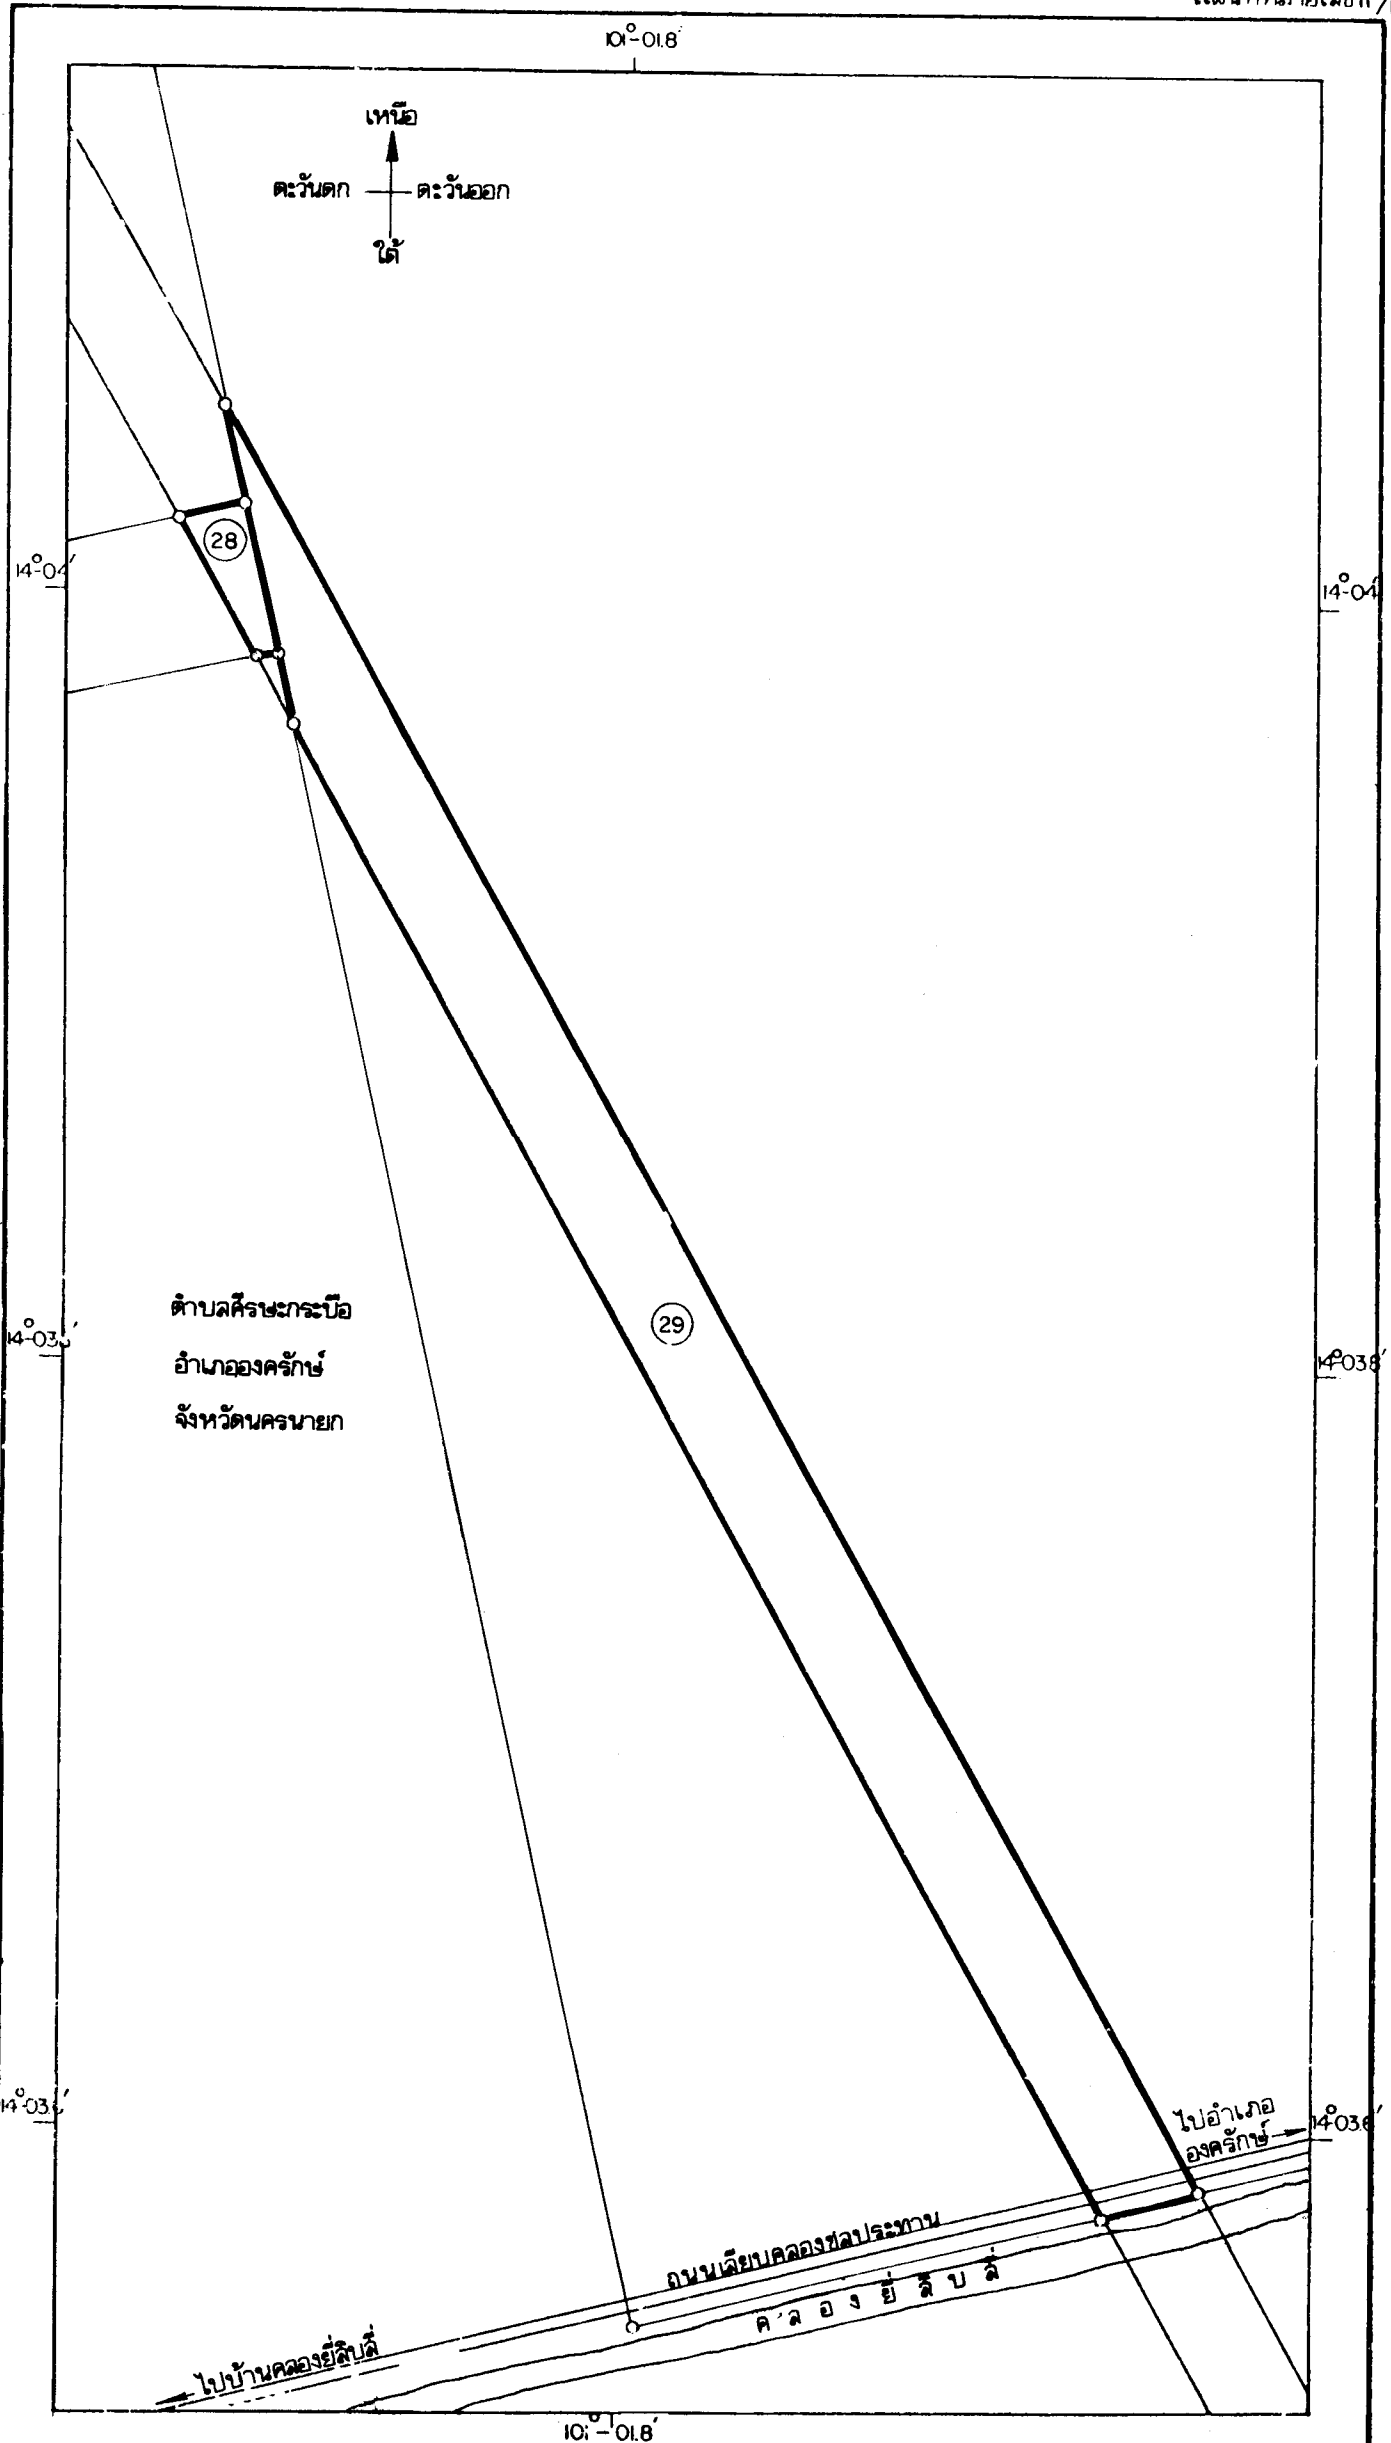 101°-01.8'
เหนือ
ตะวันตก
ตะวันออก
ใต้
28
14°-04'
14°-04'
29
ตำบลศีรษะกระบือ
อำเภอองครักษ์
จังหวัดนครนายก
14°03.8'
ไปอำเภอ
องครักษ์
14°03.6'
ถนนเลียบคลองชลประทาน
คลองยี่สิบสี่
ไปบ้านคลองยี่สิบสี่
101°-01.8'